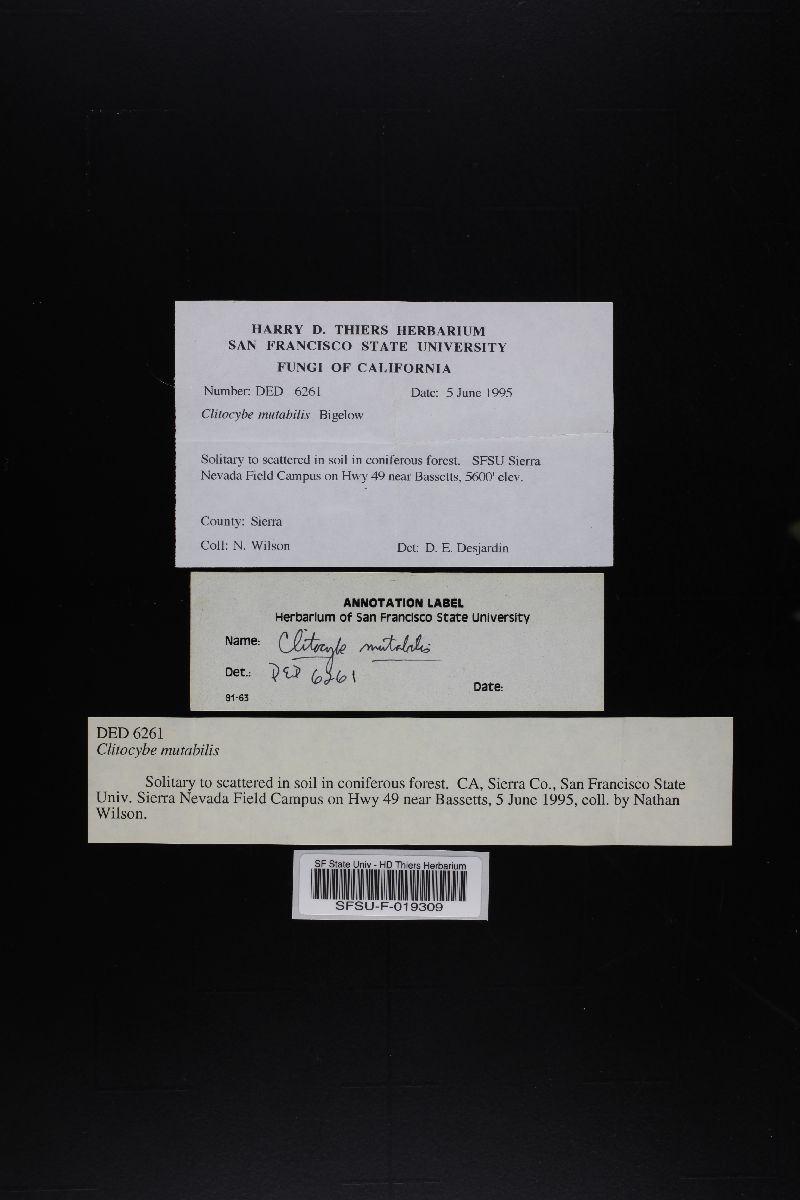 HARRY D. THIERS HERBARIUM
SAN FRANCISCO STATE UNIVERSITY
FUNGI OF CALIFORNIA
Number: DED 6261 Date: 5 June 1995
Clitocybe mutabilis Bigelow
Solitary to scattered in soil in coniferous forest. SFSU Sierra
Nevada Field Campus on Hwy 49 near Bassetts, 5600' elev.
County: Sierra
Coll: N. Wilson Det: D. E. Desjardin
ANNOTATION LABEL
Herbarium of San Francisco State University
Name: Clitocybe mutabilis
Det.: DED 6261
Date:
81-63
DED 6261
Clitocybe mutabilis
Solitary to scattered in soil in coniferous forest. CA, Sierra Co., San Francisco State
Univ. Sierra Nevada Field Campus on Hwy 49 near Bassetts, 5 June 1995, coll. by Nathan
Wilson.
SF State Univ - HD Thiers Herbarium
SFSU-F-019309